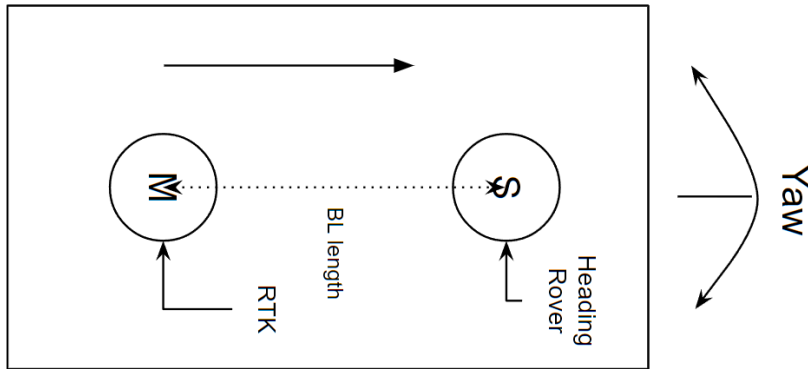 Yaw
S
Heading
Rover
BL length
M
RTK